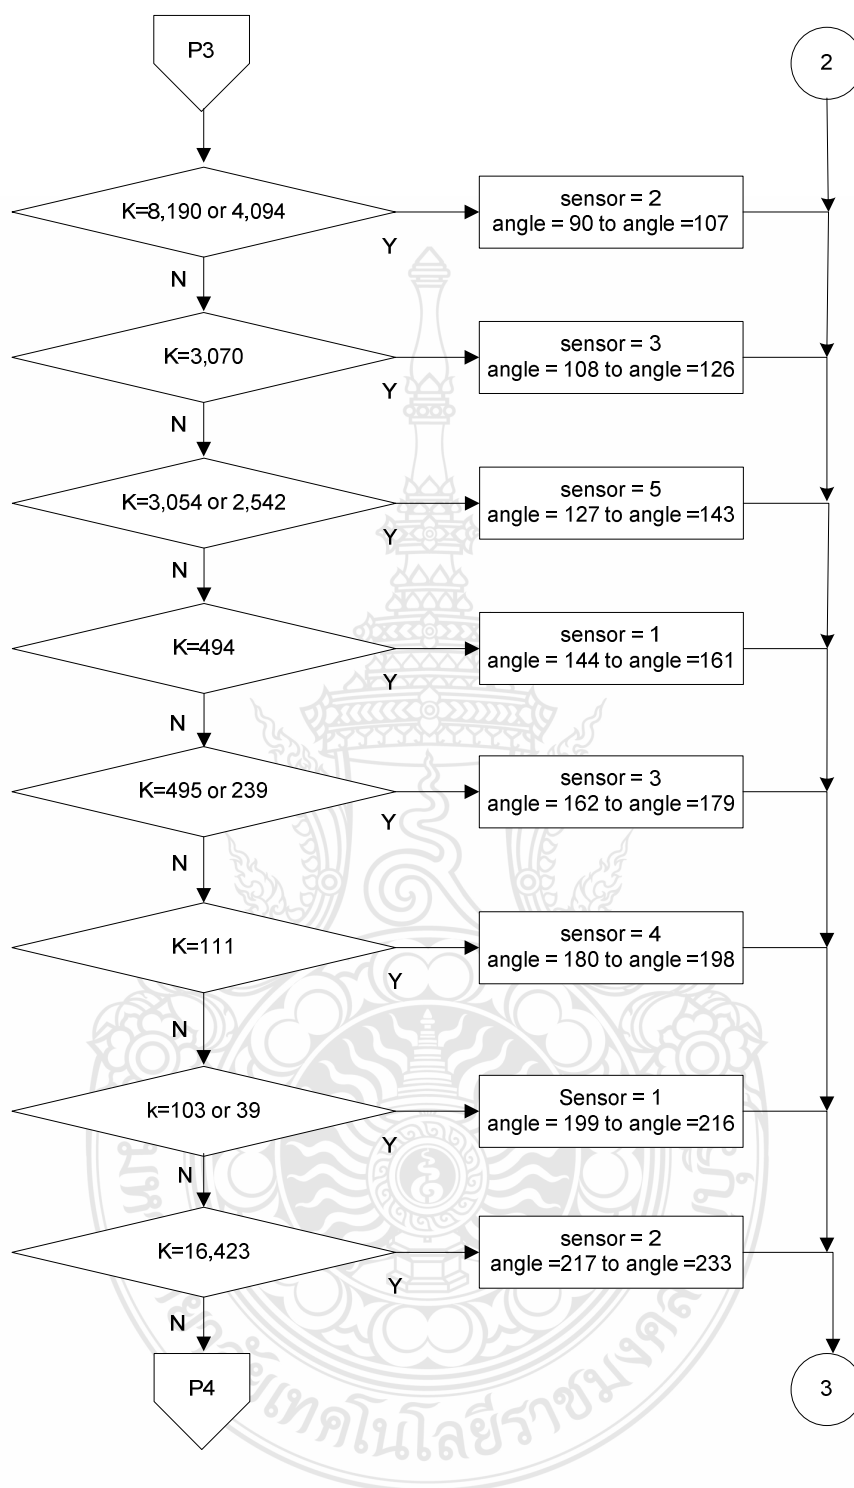 P3
2
K=8,190 or 4,094
Y
N
sensor = 2
angle = 90 to angle =107
K=3,070
Y
N
sensor = 3
angle = 108 to angle =126
K=3,054 or 2,542
Y
N
sensor = 5
angle = 127 to angle =143
K=494
Y
N
sensor = 1
angle = 144 to angle =161
K=495 or 239
Y
N
sensor = 3
angle = 162 to angle =179
K=111
Y
N
sensor = 4
angle = 180 to angle =198
k=103 or 39
Y
N
Sensor = 1
angle = 199 to angle =216
K=16,423
Y
N
sensor = 2
angle =217 to angle =233
P4
3